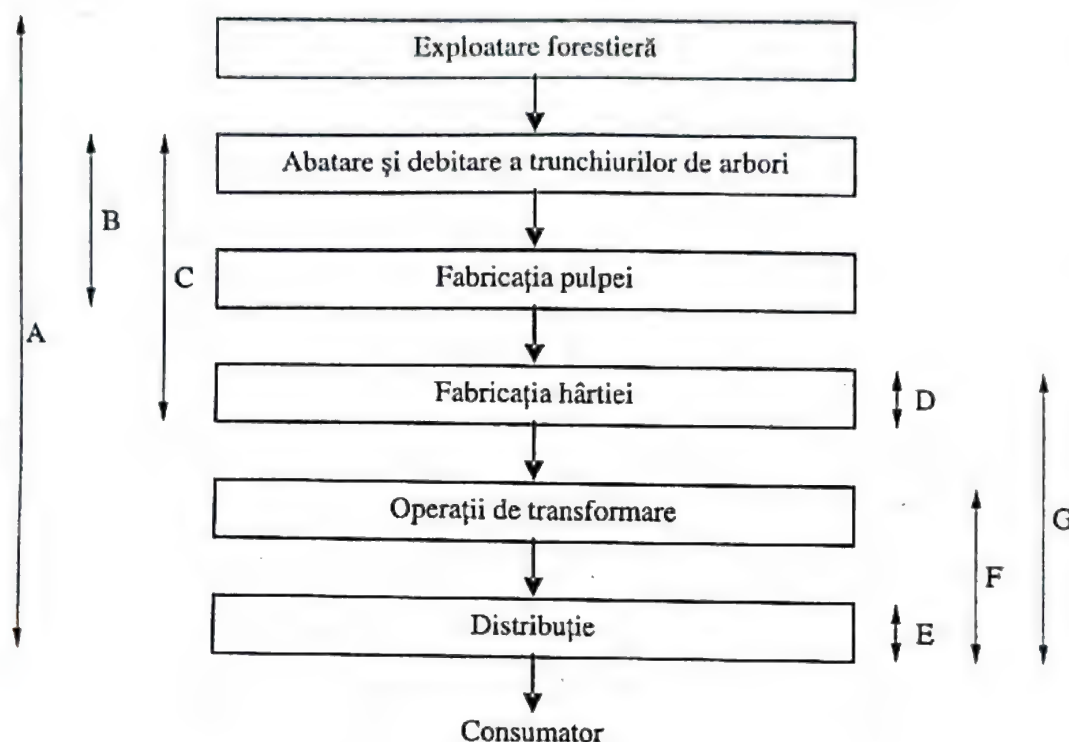 Exploatare forestieră
Abatare şi debitare a trunchiurilor de arbori
B
C
Fabricaţia pulpei
A
Fabricaţia hârtiei
D
Operaţii de transformare
G
F
Distribuţie
E
Consumator